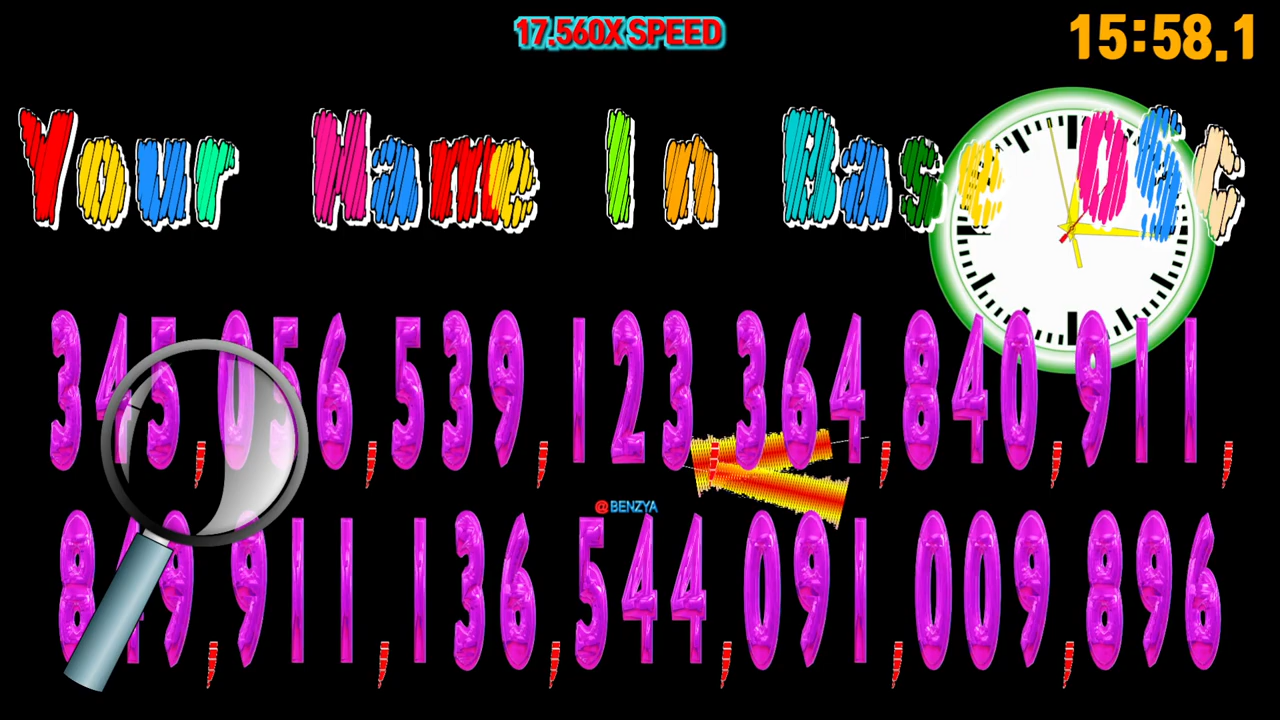 17.560X SPEED
15:58.1
Your Name In Base OSC
345,056,539,123,364,840,911,
849,911,136,544,091,009,896
@BENZYA